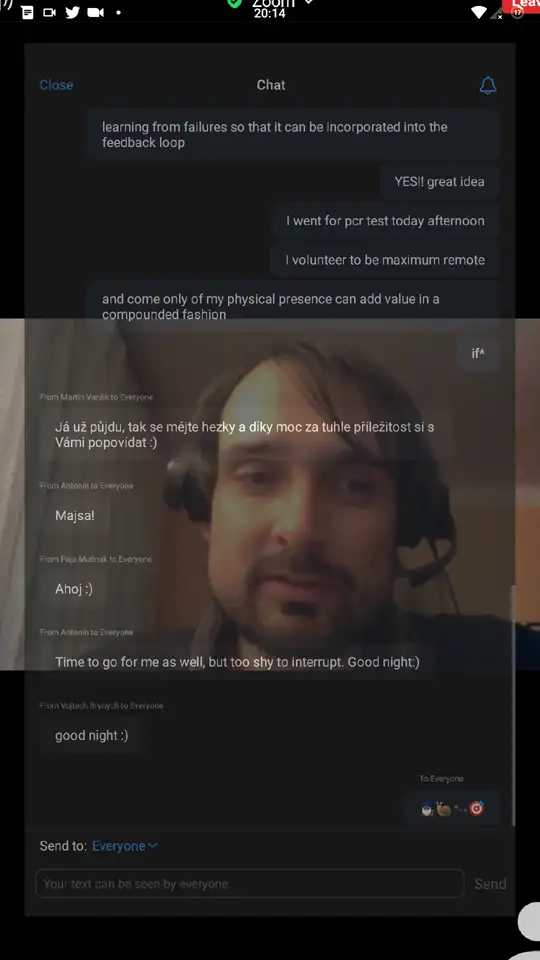 Zoom
20:14
Leav
17
Close
Chat
learning from failures so that it can be incorporated into the
feedback loop
YES!! great idea
I went for pcr test today afternoon
I volunteer to be maximum remote
and come only of my physical presence can add value in a
compounded fashion
if*
From Martin Vaněk to Everyone
Já už půjdu, tak se mějte hezky a díky moc za tuhle příležitost si s
Vámi popovídat :)
From Antonín to Everyone
Majsa!
From Pája Mutinsk to Everyone
Ahoj :)
From Antonín to Everyone
Time to go for me as well, but too shy to interrupt. Good night:)
From Vojtech Brybych to Everyone
good night :)
To Everyone
Send to: Everyone
Your text can be seen by everyone
Send